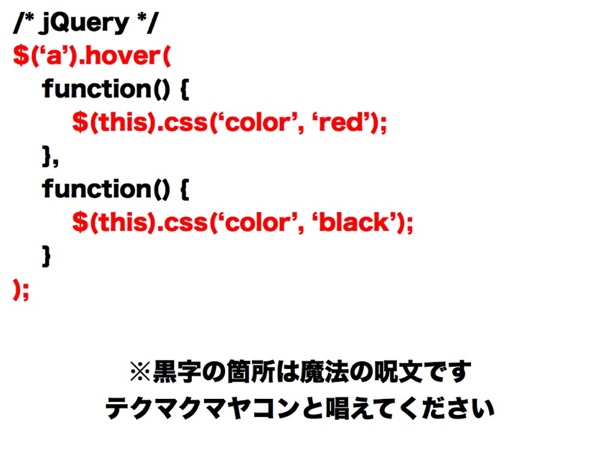 /* jQuery */
$(‘a’).hover(
function() {
$(this).css(‘color’, ‘red’);
},
function() {
$(this).css(‘color’, ‘black’);
}
);
※黒字の箇所は魔法の呪文です
テクマクマヤコンと唱えてください